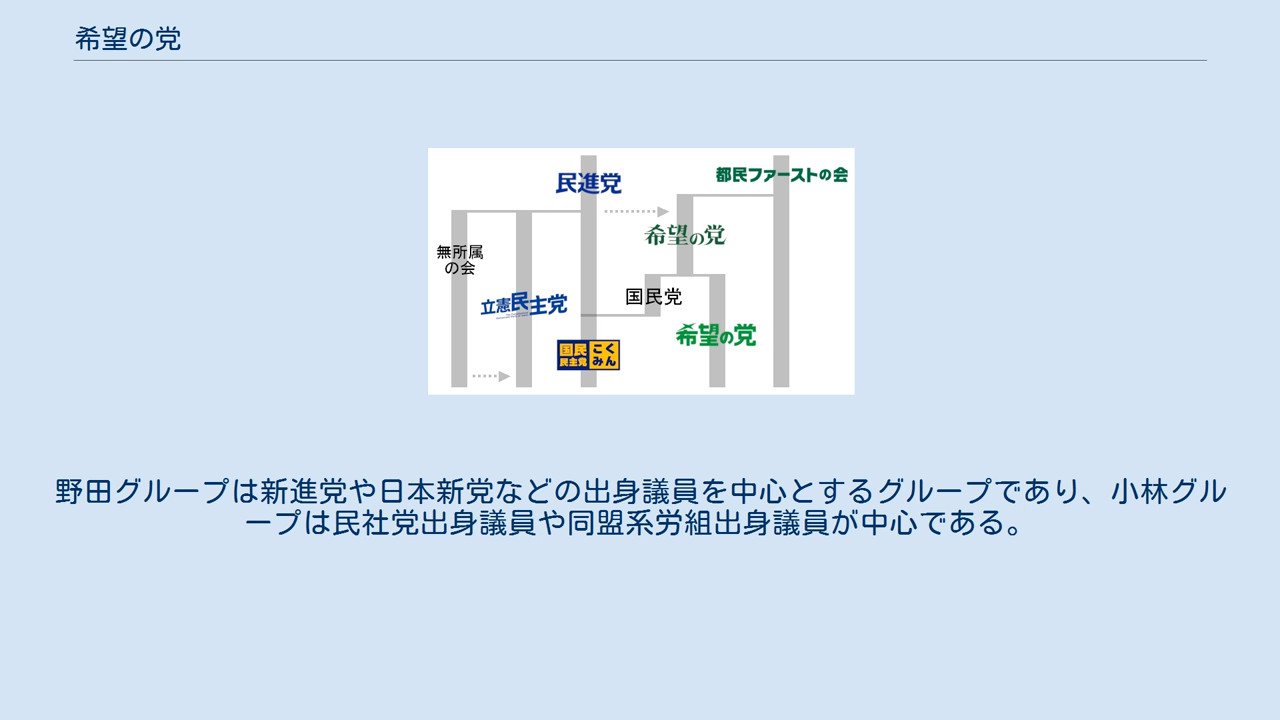 希望の党
民進党
都民ファーストの会
希望の党
無所属
の会
立憲民主党
国民党
希望の党
国民 こく
民主党 みん
野田グループは新進党や日本新党などの出身議員を中心とするグループであり、小林グル
ープは民社党出身議員や同盟系労組出身議員が中心である。